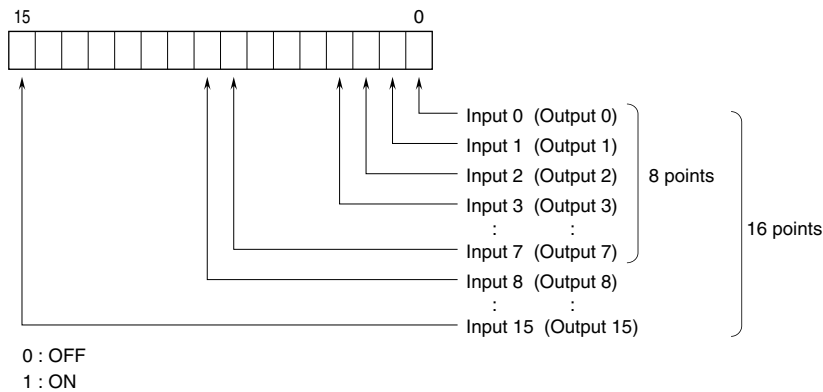 15 0
Input 0 (Output 0)
Input 1 (Output 1)
Input 2 (Output 2)
8 points
Input 3 (Output 3)
: :
16 points
Input 7 (Output 7)
Input 8 (Output 8)
: :
Input 15 (Output 15)
0 : OFF
1 : ON